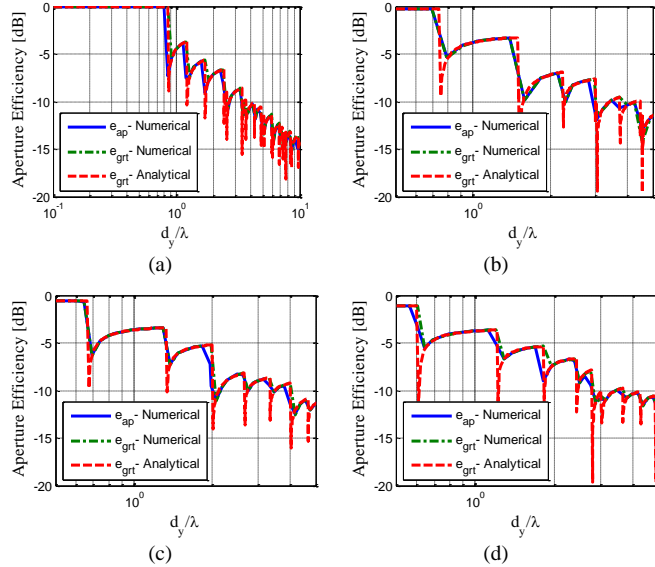 0
-5
-10
-15
-20
Aperture Efficiency [dB]
e_ap- Numerical
e_grt- Numerical
e_grt- Analytical
10^-1
10^0
10^1
d_y/λ
(a)
0
-5
-10
-15
-20
Aperture Efficiency [dB]
e_ap- Numerical
e_grt- Numerical
e_grt- Analytical
10^0
d_y/λ
(b)
0
-5
-10
-15
-20
Aperture Efficiency [dB]
e_ap- Numerical
e_grt- Numerical
e_grt- Analytical
10^0
d_y/λ
(c)
0
-5
-10
-15
-20
Aperture Efficiency [dB]
e_ap- Numerical
e_grt- Numerical
e_grt- Analytical
10^0
d_y/λ
(d)